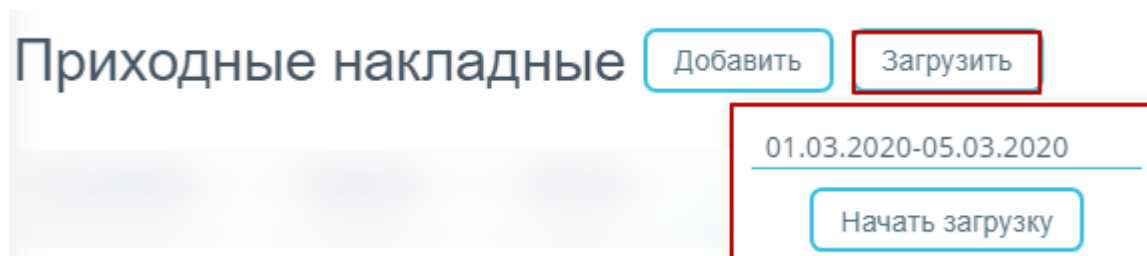 Приходные накладные Добавить Загрузить
01.03.2020-05.03.2020
Начать загрузку